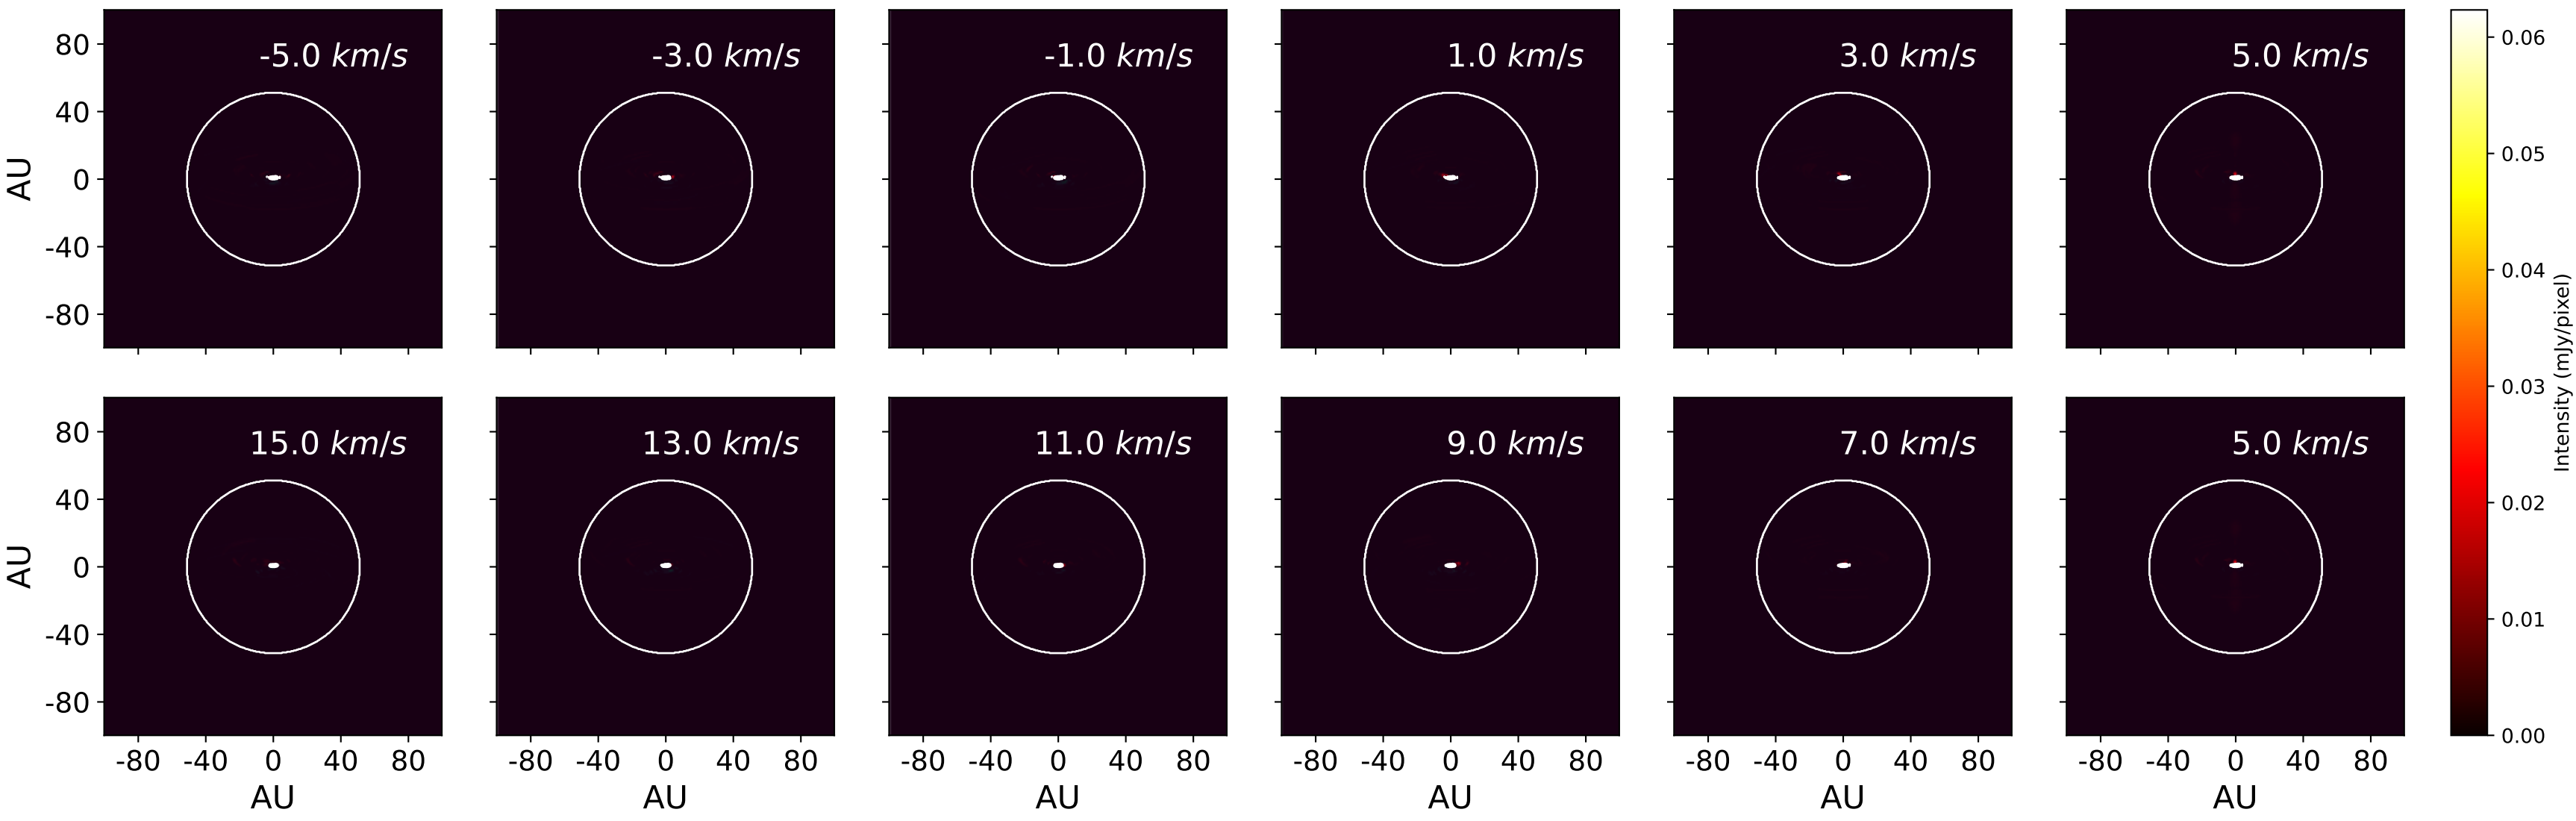 -5.0 km/s
-3.0 km/s
-1.0 km/s
1.0 km/s
3.0 km/s
5.0 km/s
80
40
0
-40
-80
AU
15.0 km/s
13.0 km/s
11.0 km/s
9.0 km/s
7.0 km/s
5.0 km/s
80
40
0
-40
-80
AU
-80 -40 0 40 80
-80 -40 0 40 80
-80 -40 0 40 80
-80 -40 0 40 80
-80 -40 0 40 80
-80 -40 0 40 80
AU
AU
AU
AU
AU
AU
0.06
0.05
0.04
0.03
0.02
0.01
0.00
Intensity (mJy/pixel)